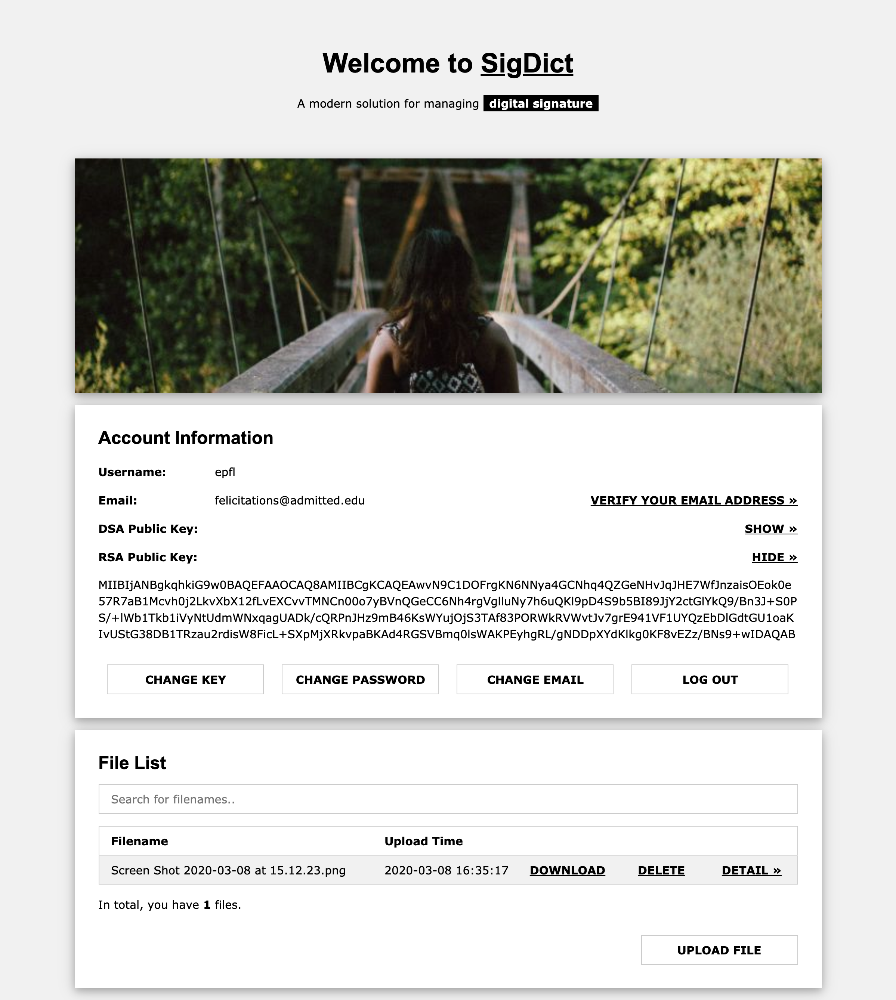 Welcome to SigDict
A modern solution for managing digital signature
Account Information
Username: epfl
Email: felicitations@admitted.edu VERIFY YOUR EMAIL ADDRESS »
DSA Public Key: SHOW »
RSA Public Key: HIDE »
MIIBIjANBgkqhkiG9w0BAQEFAAOCAQ8AMIIBCgKCAQEAwvN9C1DOFrgKN6NNya4GCNhq4QZGeNHvJqJHE7WfJnzaisOEok0e
57R7aB1Mcvh0j2LkvXbX12fLvEXCvvTMNCn00o7yBVnQGeCC6Nh4rgVglluNy7h6uQKl9pD4S9b5BI89JjY2ctGlYkQ9/Bn3J+S0P
S/+lWb1Tkb1iVyNtUdmWNxqagUADk/cQRPnJHz9mB46KsWYujOjS3TAf83PORWkRVWvtJv7grE941VF1UYQzEbDlGdtGU1oaK
IvUStG38DB1TRzau2rdisW8FicL+SXpMjXRkvpaBKAd4RGSVBmq0lsWAKPEyhgRL/gNDDpXYdKlkg0KF8vEZz/BNs9+wIDAQAB
CHANGE KEY CHANGE PASSWORD CHANGE EMAIL LOG OUT
File List
Search for filenames..
Filename Upload Time
Screen Shot 2020-03-08 at 15.12.23.png 2020-03-08 16:35:17 DOWNLOAD DELETE DETAIL »
In total, you have 1 files.
UPLOAD FILE